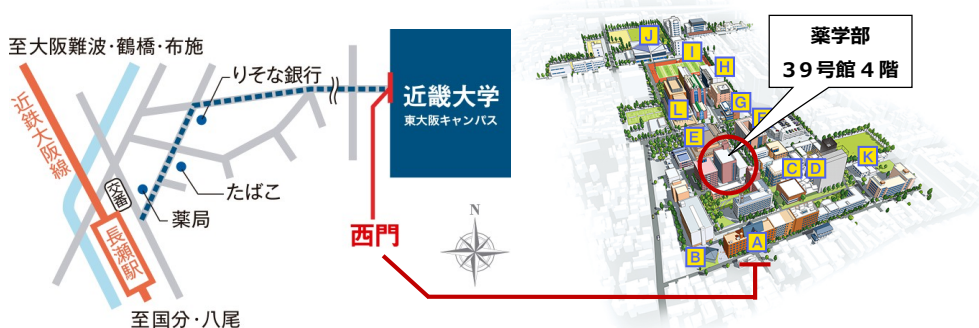 至大阪難波・鶴橋・布施
近鉄大阪線
りそな銀行
たばこ
薬局
交番
長瀬駅
至国分・八尾
近畿大学
東大阪キャンパス
西門
N
薬学部
39号館4階
J
I
H
L
G
F
E
C
D
K
A
B